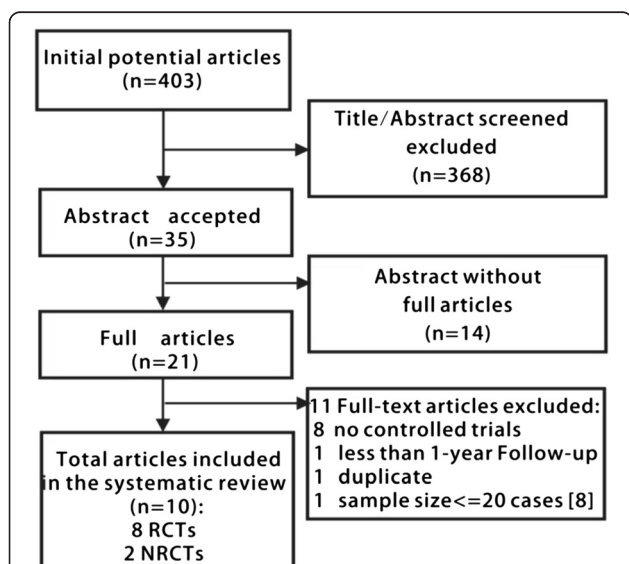 Initial potential articles
(n=403)
Title/Abstract screened
excluded
(n=368)
Abstract accepted
(n=35)
Abstract without
full articles
(n=14)
Full articles
(n=21)
11 Full-text articles excluded:
8 no controlled trials
1 less than 1-year Follow-up
1 duplicate
1 sample size<=20 cases [8]
Total articles included
in the systematic review
(n=10):
8 RCTs
2 NRCTs